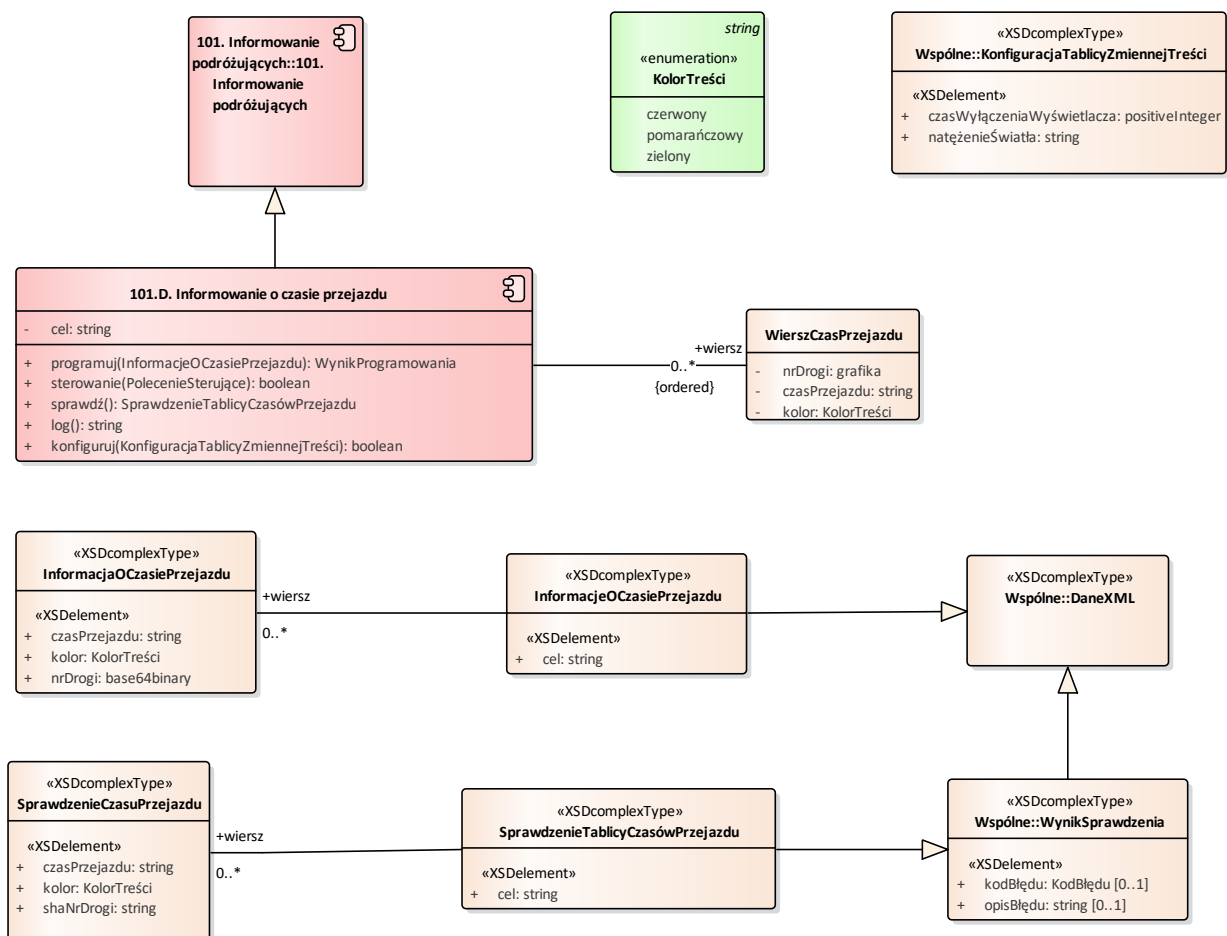 101. Informowanie
podróżujących::101.
Informowanie
podróżujących
string
«enumeration»
KolorTreści
czerwony
pomarańczowy
zielony
«XSDcomplexType»
Wspólne::KonfiguracjaTablicyZmiennejTreści
«XSDelement»
+ czasWyłączeniaWyświetlacza: positiveInteger
+ natężenieŚwiatła: string
101.D. Informowanie o czasie przejazdu
- cel: string
+ programuj(InformacjeOCzasiePrzejazdu): WynikProgramowania
+ sterowanie(PolecenieSterujące): boolean
+ sprawdź(): SprawdzenieTablicyCzasówPrzejazdu
+ log(): string
+ konfiguruj(KonfiguracjaTablicyZmiennejTreści): boolean
+wiersz
0..*
{ordered}
WierszCzasPrzejazdu
- nrDrogi: grafika
- czasPrzejazdu: string
- kolor: KolorTreści
«XSDcomplexType»
InformacjaOCzasiePrzejazdu
«XSDelement»
+ czasPrzejazdu: string
+ kolor: KolorTreści
+ nrDrogi: base64binary
+wiersz
0..*
«XSDcomplexType»
InformacjeOCzasiePrzejazdu
«XSDelement»
+ cel: string
«XSDcomplexType»
Wspólne::DaneXML
«XSDcomplexType»
SprawdzenieCzasuPrzejazdu
«XSDelement»
+ czasPrzejazdu: string
+ kolor: KolorTreści
+ shaNrDrogi: string
+wiersz
0..*
«XSDcomplexType»
SprawdzenieTablicyCzasówPrzejazdu
«XSDelement»
+ cel: string
«XSDcomplexType»
Wspólne::WynikSprawdzenia
«XSDelement»
+ kodBłędu: KodBłędu [0..1]
+ opisBłędu: string [0..1]